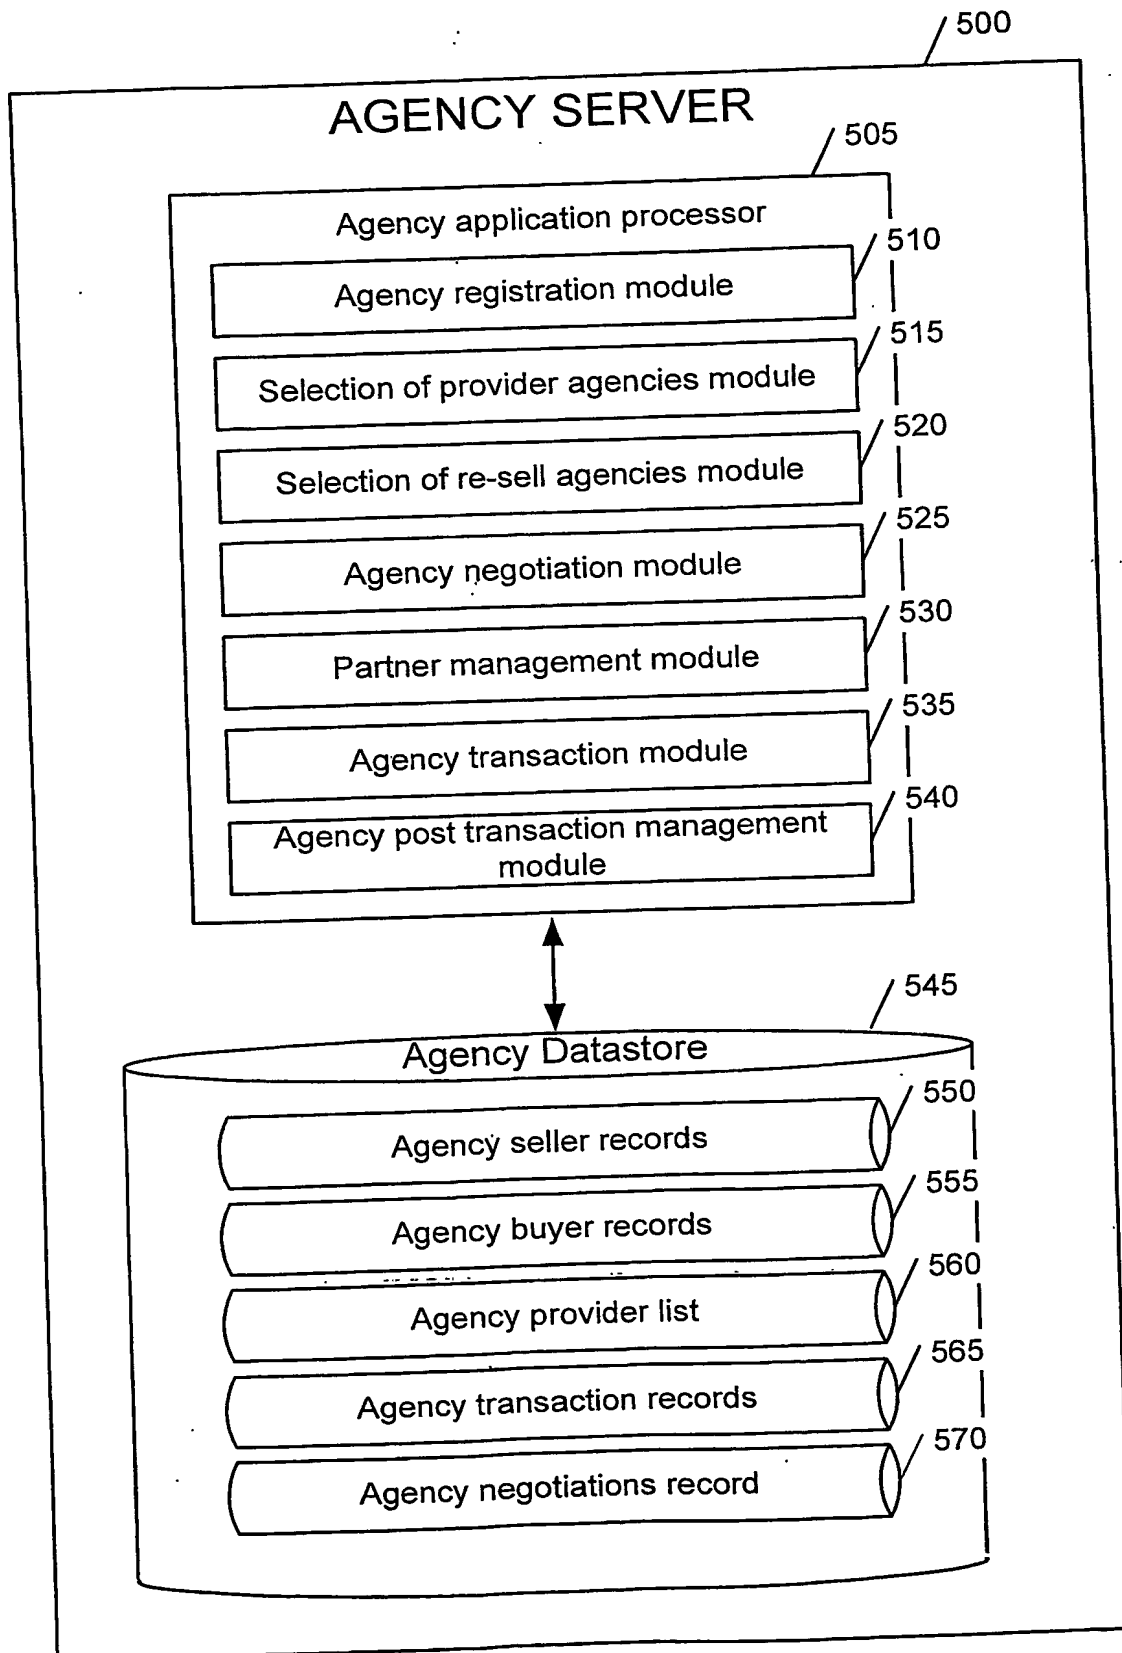 500
AGENCY SERVER
505
Agency application processor
510
Agency registration module
515
Selection of provider agencies module
520
Selection of re-sell agencies module
525
Agency negotiation module
530
Partner management module
535
Agency transaction module
540
Agency post transaction management
module
545
Agency Datastore
550
Agency seller records
555
Agency buyer records
560
Agency provider list
565
Agency transaction records
570
Agency negotiations record